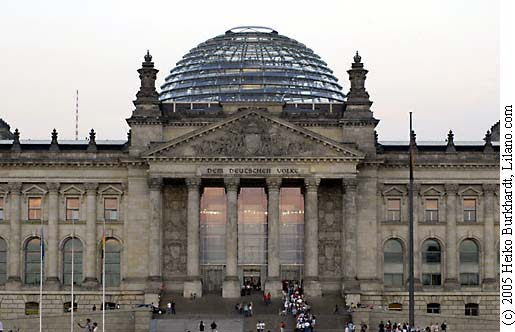 DEM DEUTSCHEN VOLKE
(c) 2005 Heiko Burkhardt, Lilano.com